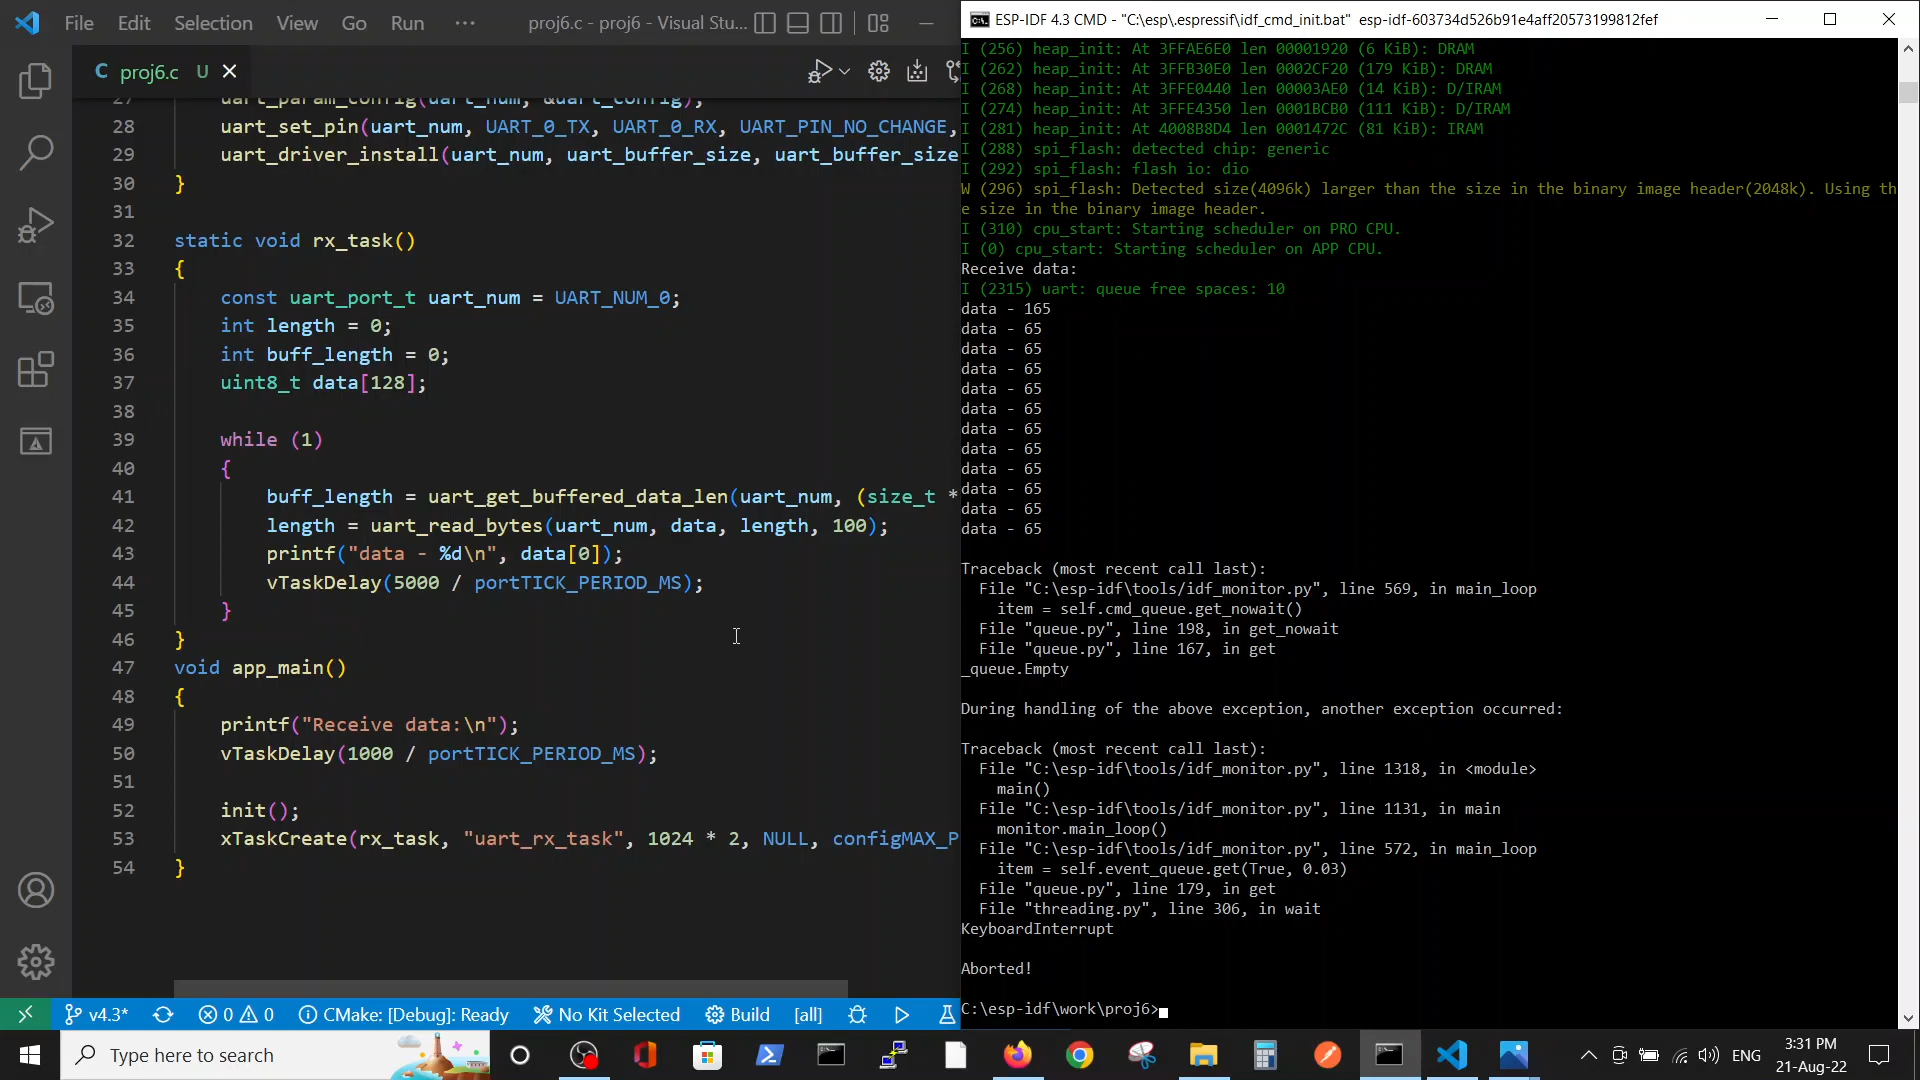 File Edit Selection View Go Run ··· proj6.c - proj6 - Visual Stu...
C proj6.c U
27 uart_param_config(uart_num, &uart_config);
28 uart_set_pin(uart_num, UART_0_TX, UART_0_RX, UART_PIN_NO_CHANGE,
29 uart_driver_install(uart_num, uart_buffer_size, uart_buffer_size
30 }
31
32 static void rx_task()
33 {
34 const uart_port_t uart_num = UART_NUM_0;
35 int length = 0;
36 int buff_length = 0;
37 uint8_t data[128];
38
39 while (1)
40 {
41 buff_length = uart_get_buffered_data_len(uart_num, (size_t *
42 length = uart_read_bytes(uart_num, data, length, 100);
43 printf("data - %d\n", data[0]);
44 vTaskDelay(5000 / portTICK_PERIOD_MS);
45 }
46 }
47 void app_main()
48 {
49 printf("Receive data:\n");
50 vTaskDelay(1000 / portTICK_PERIOD_MS);
51
52 init();
53 xTaskCreate(rx_task, "uart_rx_task", 1024 * 2, NULL, configMAX_P
54 }
v4.3* 0 0 CMake: [Debug]: Ready No Kit Selected Build [all]
ESP-IDF 4.3 CMD - "C:\esp\.espressif\idf_cmd_init.bat" esp-idf-603734d526b91e4aff20573199812fef
I (256) heap_init: At 3FFAE6E0 len 00001920 (6 KiB): DRAM
I (262) heap_init: At 3FFB30E0 len 0002CF20 (179 KiB): DRAM
I (268) heap_init: At 3FFE0440 len 00003AE0 (14 KiB): D/IRAM
I (274) heap_init: At 3FFE4350 len 0001BCB0 (111 KiB): D/IRAM
I (281) heap_init: At 4008B8D4 len 0001472C (81 KiB): IRAM
I (288) spi_flash: detected chip: generic
I (292) spi_flash: flash io: dio
W (296) spi_flash: Detected size(4096k) larger than the size in the binary image header(2048k). Using th
e size in the binary image header.
I (310) cpu_start: Starting scheduler on PRO CPU.
I (0) cpu_start: Starting scheduler on APP CPU.
Receive data:
I (2315) uart: queue free spaces: 10
data - 165
data - 65
data - 65
data - 65
data - 65
data - 65
data - 65
data - 65
data - 65
data - 65
data - 65
data - 65
Traceback (most recent call last):
File "C:\esp-idf\tools/idf_monitor.py", line 569, in main_loop
item = self.cmd_queue.get_nowait()
File "queue.py", line 198, in get_nowait
File "queue.py", line 167, in get
_queue.Empty
During handling of the above exception, another exception occurred:
Traceback (most recent call last):
File "C:\esp-idf\tools/idf_monitor.py", line 1318, in <module>
main()
File "C:\esp-idf\tools/idf_monitor.py", line 1131, in main
monitor.main_loop()
File "C:\esp-idf\tools/idf_monitor.py", line 572, in main_loop
item = self.event_queue.get(True, 0.03)
File "queue.py", line 179, in get
File "threading.py", line 306, in wait
KeyboardInterrupt
Aborted!
C:\esp-idf\work\proj6>
Type here to search
ENG
3:31 PM
21-Aug-22